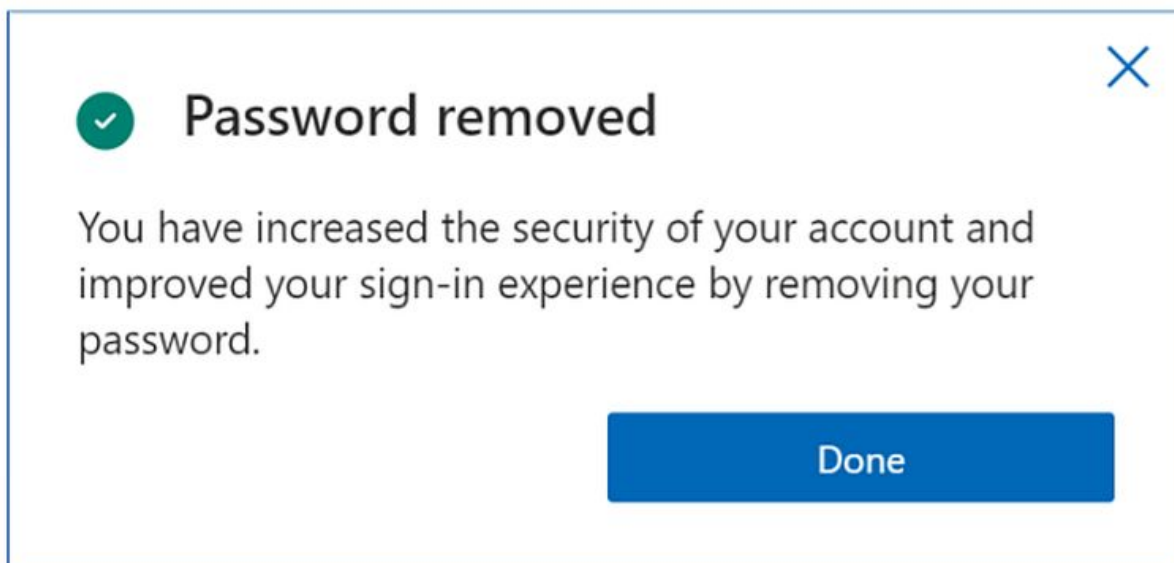 Password removed
You have increased the security of your account and
improved your sign-in experience by removing your
password.
Done